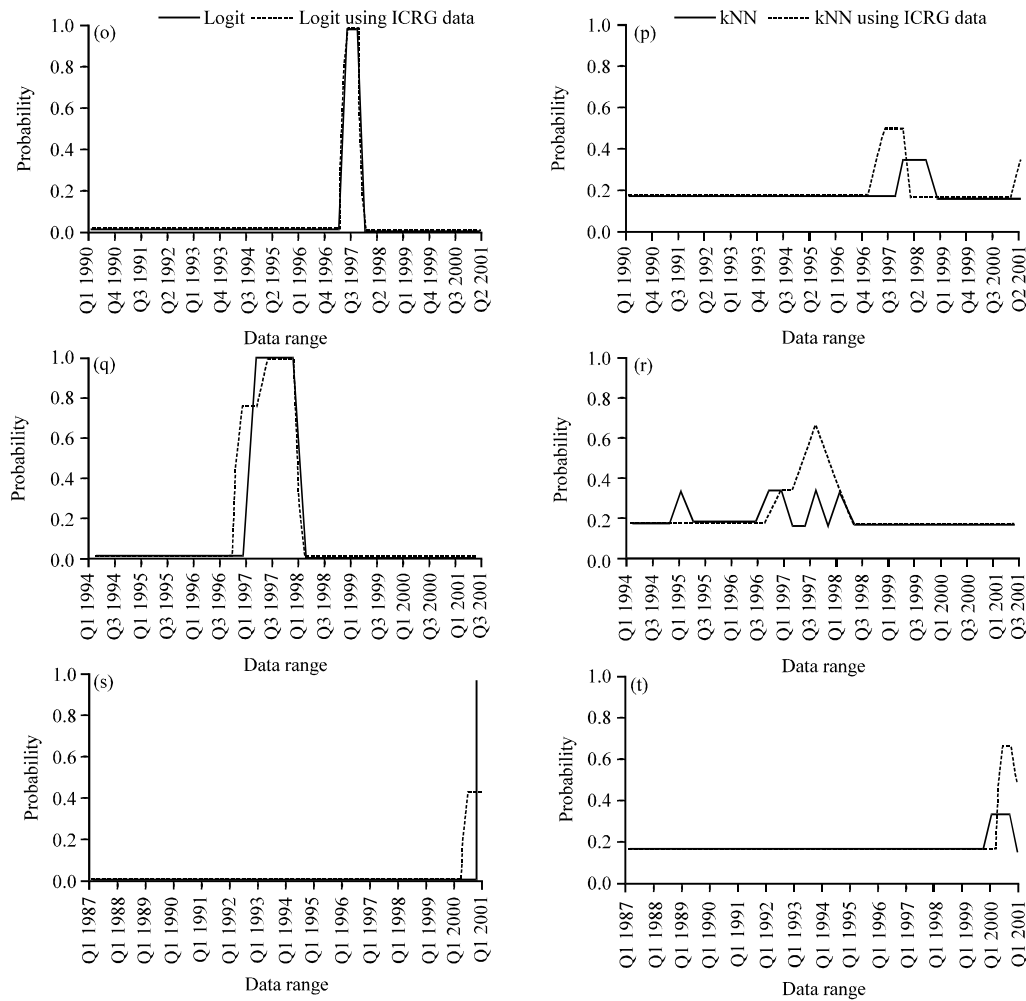 Logit Logit using ICRG data
(o)
1.0
0.8
0.6
0.4
0.2
0.0
Probability
Q1 1990
Q4 1990
Q3 1991
Q2 1992
Q1 1993
Q4 1993
Q3 1994
Q2 1995
Q1 1996
Q4 1996
Q3 1997
Q2 1998
Q1 1999
Q4 1999
Q3 2000
Q2 2001
Data range
kNN kNN using ICRG data
(p)
1.0
0.8
0.6
0.4
0.2
0.0
Probability
Q1 1990
Q4 1990
Q3 1991
Q2 1992
Q1 1993
Q4 1993
Q3 1994
Q2 1995
Q1 1996
Q4 1996
Q3 1997
Q2 1998
Q1 1999
Q4 1999
Q3 2000
Q2 2001
Data range
(q)
1.0
0.8
0.6
0.4
0.2
0.0
Probability
Q1 1994
Q3 1994
Q1 1995
Q3 1995
Q1 1996
Q3 1996
Q1 1997
Q3 1997
Q1 1998
Q3 1998
Q1 1999
Q3 1999
Q1 2000
Q3 2000
Q1 2001
Q3 2001
Data range
(r)
1.0
0.8
0.6
0.4
0.2
0.0
Probability
Q1 1994
Q3 1994
Q1 1995
Q3 1995
Q1 1996
Q3 1996
Q1 1997
Q3 1997
Q1 1998
Q3 1998
Q1 1999
Q3 1999
Q1 2000
Q3 2000
Q1 2001
Q3 2001
Data range
(s)
1.0
0.8
0.6
0.4
0.2
0.0
Probability
Q1 1987
Q1 1988
Q1 1989
Q1 1990
Q1 1991
Q1 1992
Q1 1993
Q1 1994
Q1 1995
Q1 1996
Q1 1997
Q1 1998
Q1 1999
Q1 2000
Q1 2001
Data range
(t)
1.0
0.8
0.6
0.4
0.2
0.0
Probability
Q1 1987
Q1 1988
Q1 1989
Q1 1990
Q1 1991
Q1 1992
Q1 1993
Q1 1994
Q1 1995
Q1 1996
Q1 1997
Q1 1998
Q1 1999
Q1 2000
Q1 2001
Data range